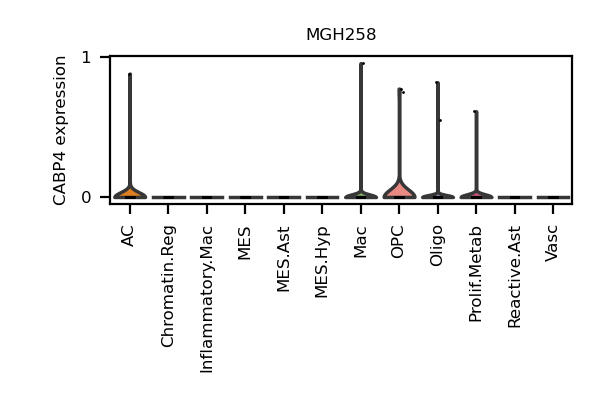 MGH258
CABP4 expression
1
0
AC
Chromatin.Reg
Inflammatory.Mac
MES
MES.Ast
MES.Hyp
Mac
OPC
Oligo
Prolif.Metab
Reactive.Ast
Vasc